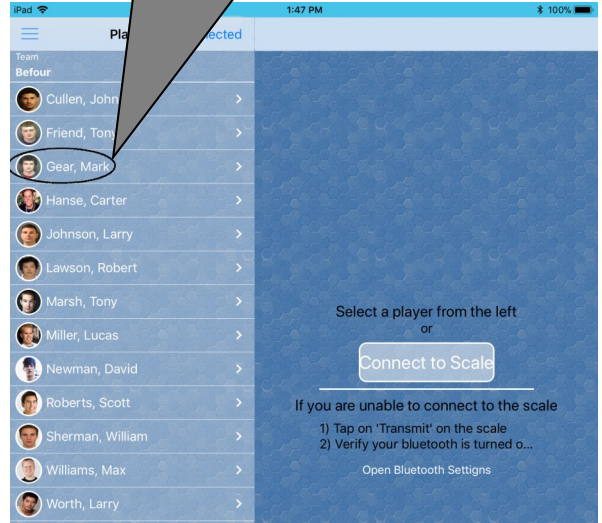 iPad 1:47 PM 100%
Team
Befour
Cullen, John
Friend, Tony
Gear, Mark
Hanse, Carter
Johnson, Larry
Lawson, Robert
Marsh, Tony
Miller, Lucas
Newman, David
Roberts, Scott
Sherman, William
Williams, Max
Worth, Larry
Select a player from the left
or
Connect to Scale
If you are unable to connect to the scale
1) Tap on 'Transmit' on the scale
2) Verify your bluetooth is turned o...
Open Bluetooth Settigns